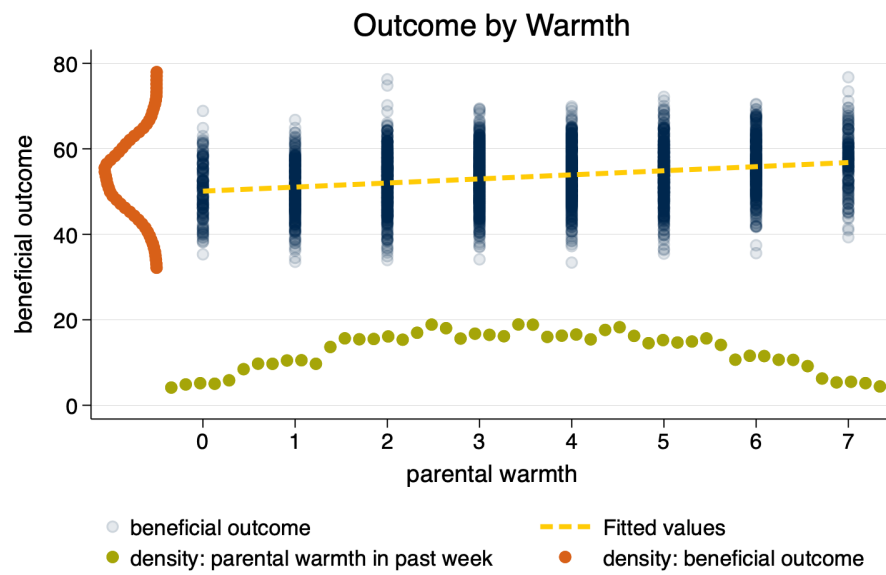 Outcome by Warmth
beneficial outcome
80
60
40
20
0
0 1 2 3 4 5 6 7
parental warmth
beneficial outcome
Fitted values
density: parental warmth in past week
density: beneficial outcome